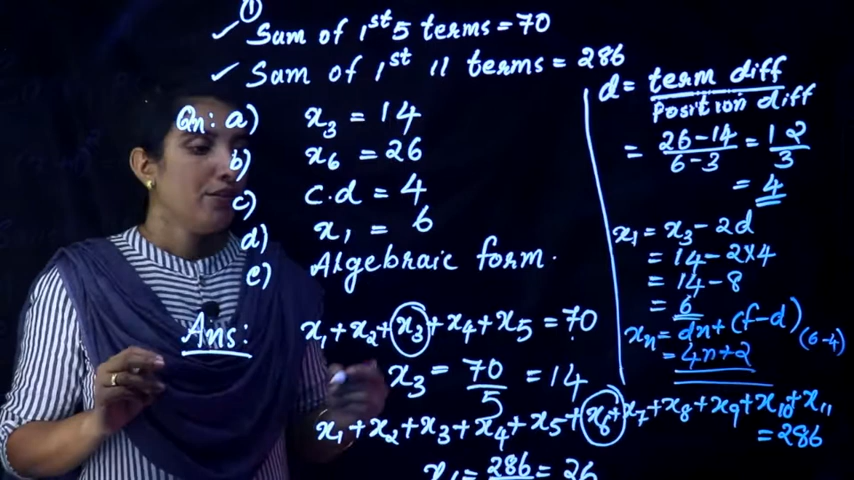 ①
✓ Sum of 1st 5 terms = 70
✓ Sum of 1st 11 terms = 286
Qn: a) x₃ = 14
b) x₆ = 26
c) c.d = 4
d) x₁ = 6
e) Algebraic form.
Ans: x₁+x₂+x₃+x₄+x₅ = 70
x₃ = 70/5 = 14
x₁+x₂+x₃+x₄+x₅+x₆+x₇+x₈+x₉+x₁₀+x₁₁
= 286
x₆ = 286 = 26
d = term diff / Position diff
= 26-14 / 6-3 = 12 / 3
= 4
x₁ = x₃ - 2d
= 14 - 2×4
= 14 - 8
= 6
xₙ = dn + (f-d) (6-4)
= 4n+2